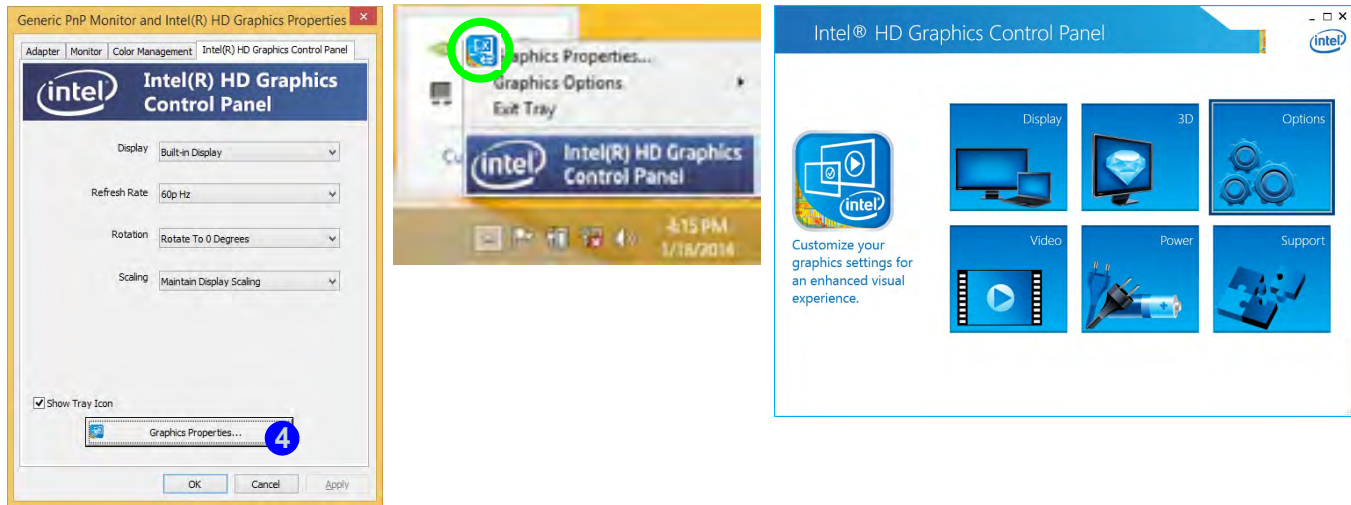 Generic PnP Monitor and Intel(R) HD Graphics Properties
Adapter Monitor Color Management Intel(R) HD Graphics Control Panel
intel
Intel(R) HD Graphics
Control Panel
Display Built-in Display
Refresh Rate 60p Hz
Rotation Rotate To 0 Degrees
Scaling Maintain Display Scaling
Show Tray Icon
Graphics Properties...
4
OK Cancel Apply
Properties...
Graphics Options
Exit Tray
intel
Intel(R) HD Graphics
Control Panel
4:15 PM
1/18/2014
Intel® HD Graphics Control Panel
intel
Display
3D
Options
intel
Customize your
graphics settings for
an enhanced visual
experience.
Video
Power
Support